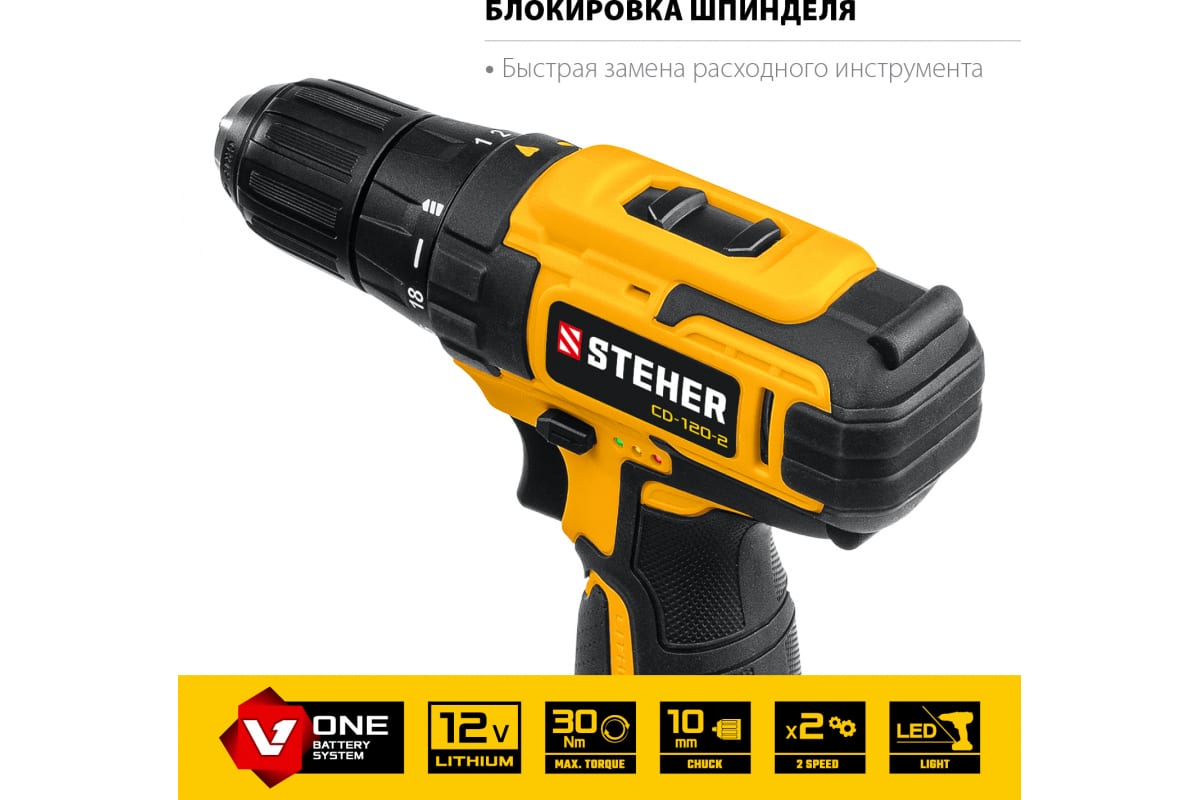 БЛОКИРОВКА ШПИНДЕЛЯ
• Быстрая замена расходного инструмента
1 2
18
STEHER
CD-120-2
V1 ONE
BATTERY
SYSTEM
12V
LITHIUM
30
Nm
MAX. TORQUE
10
mm
CHUCK
x2
2 SPEED
LED
LIGHT